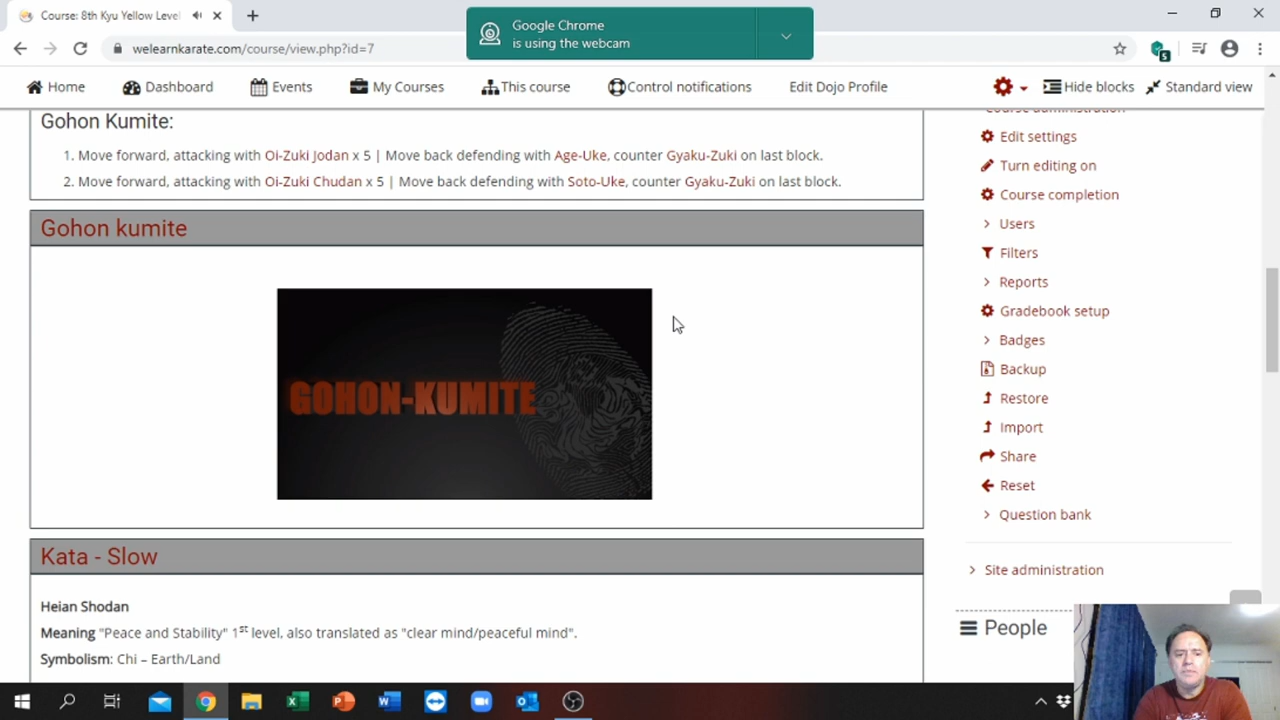 Course: 8th Kyu Yellow Level
Google Chrome
is using the webcam
welearnkarate.com/course/view.php?id=7
5
Home
Dashboard
Events
My Courses
This course
Control notifications
Edit Dojo Profile
Hide blocks
Standard view
Gohon Kumite:
1. Move forward, attacking with Oi-Zuki Jodan x 5 | Move back defending with Age-Uke, counter Gyaku-Zuki on last block.
2. Move forward, attacking with Oi-Zuki Chudan x 5 | Move back defending with Soto-Uke, counter Gyaku-Zuki on last block.
Gohon kumite
GOHON-KUMITE
Kata - Slow
Heian Shodan
Meaning "Peace and Stability" 1st level, also translated as "clear mind/peaceful mind".
Symbolism: Chi – Earth/Land
Course administration
Edit settings
Turn editing on
Course completion
Users
Filters
Reports
Gradebook setup
Badges
Backup
Restore
Import
Share
Reset
Question bank
Site administration
People